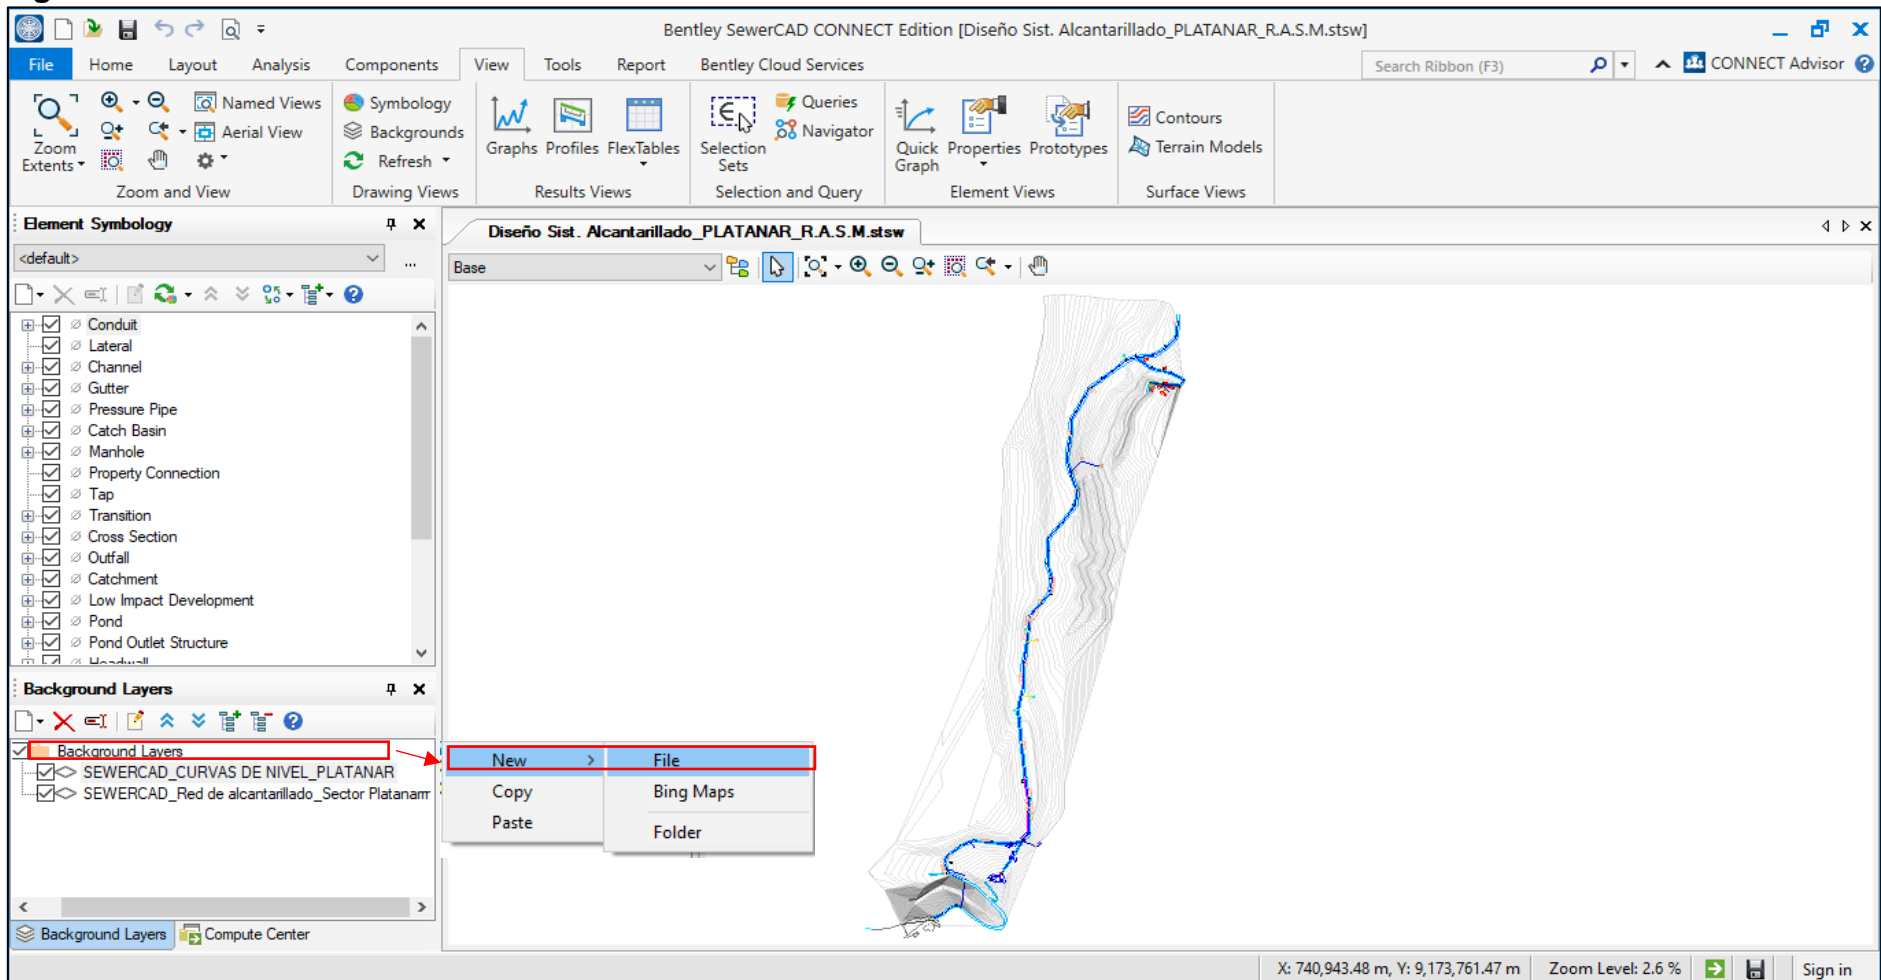 Bentley SewerCAD CONNECT Edition [Diseño Sist. Alcantarillado_PLATANAR_R.A.S.M.stsw]
File Home Layout Analysis Components View Tools Report Bentley Cloud Services Search Ribbon (F3) CONNECT Advisor
Named Views Symbology Queries Contours
Aerial View Backgrounds Navigator Terrain Models
Zoom Extents Refresh Graphs Profiles FlexTables Selection Sets Quick Graph Properties Prototypes
Zoom and View Drawing Views Results Views Selection and Query Element Views Surface Views
Element Symbology
<default>
...
Conduit
Lateral
Channel
Gutter
Pressure Pipe
Catch Basin
Manhole
Property Connection
Tap
Transition
Cross Section
Outfall
Catchment
Low Impact Development
Pond
Pond Outlet Structure
Headwall
Background Layers
Background Layers
SEWERCAD_CURVAS DE NIVEL_PLATANAR
SEWERCAD_Red de alcantarillado_Sector Platanarr
Background Layers Compute Center
Diseño Sist. Alcantarillado_PLATANAR_R.A.S.M.stsw
Base
New File
Copy Bing Maps
Paste Folder
X: 740,943.48 m, Y: 9,173,761.47 m Zoom Level: 2.6 % Sign in